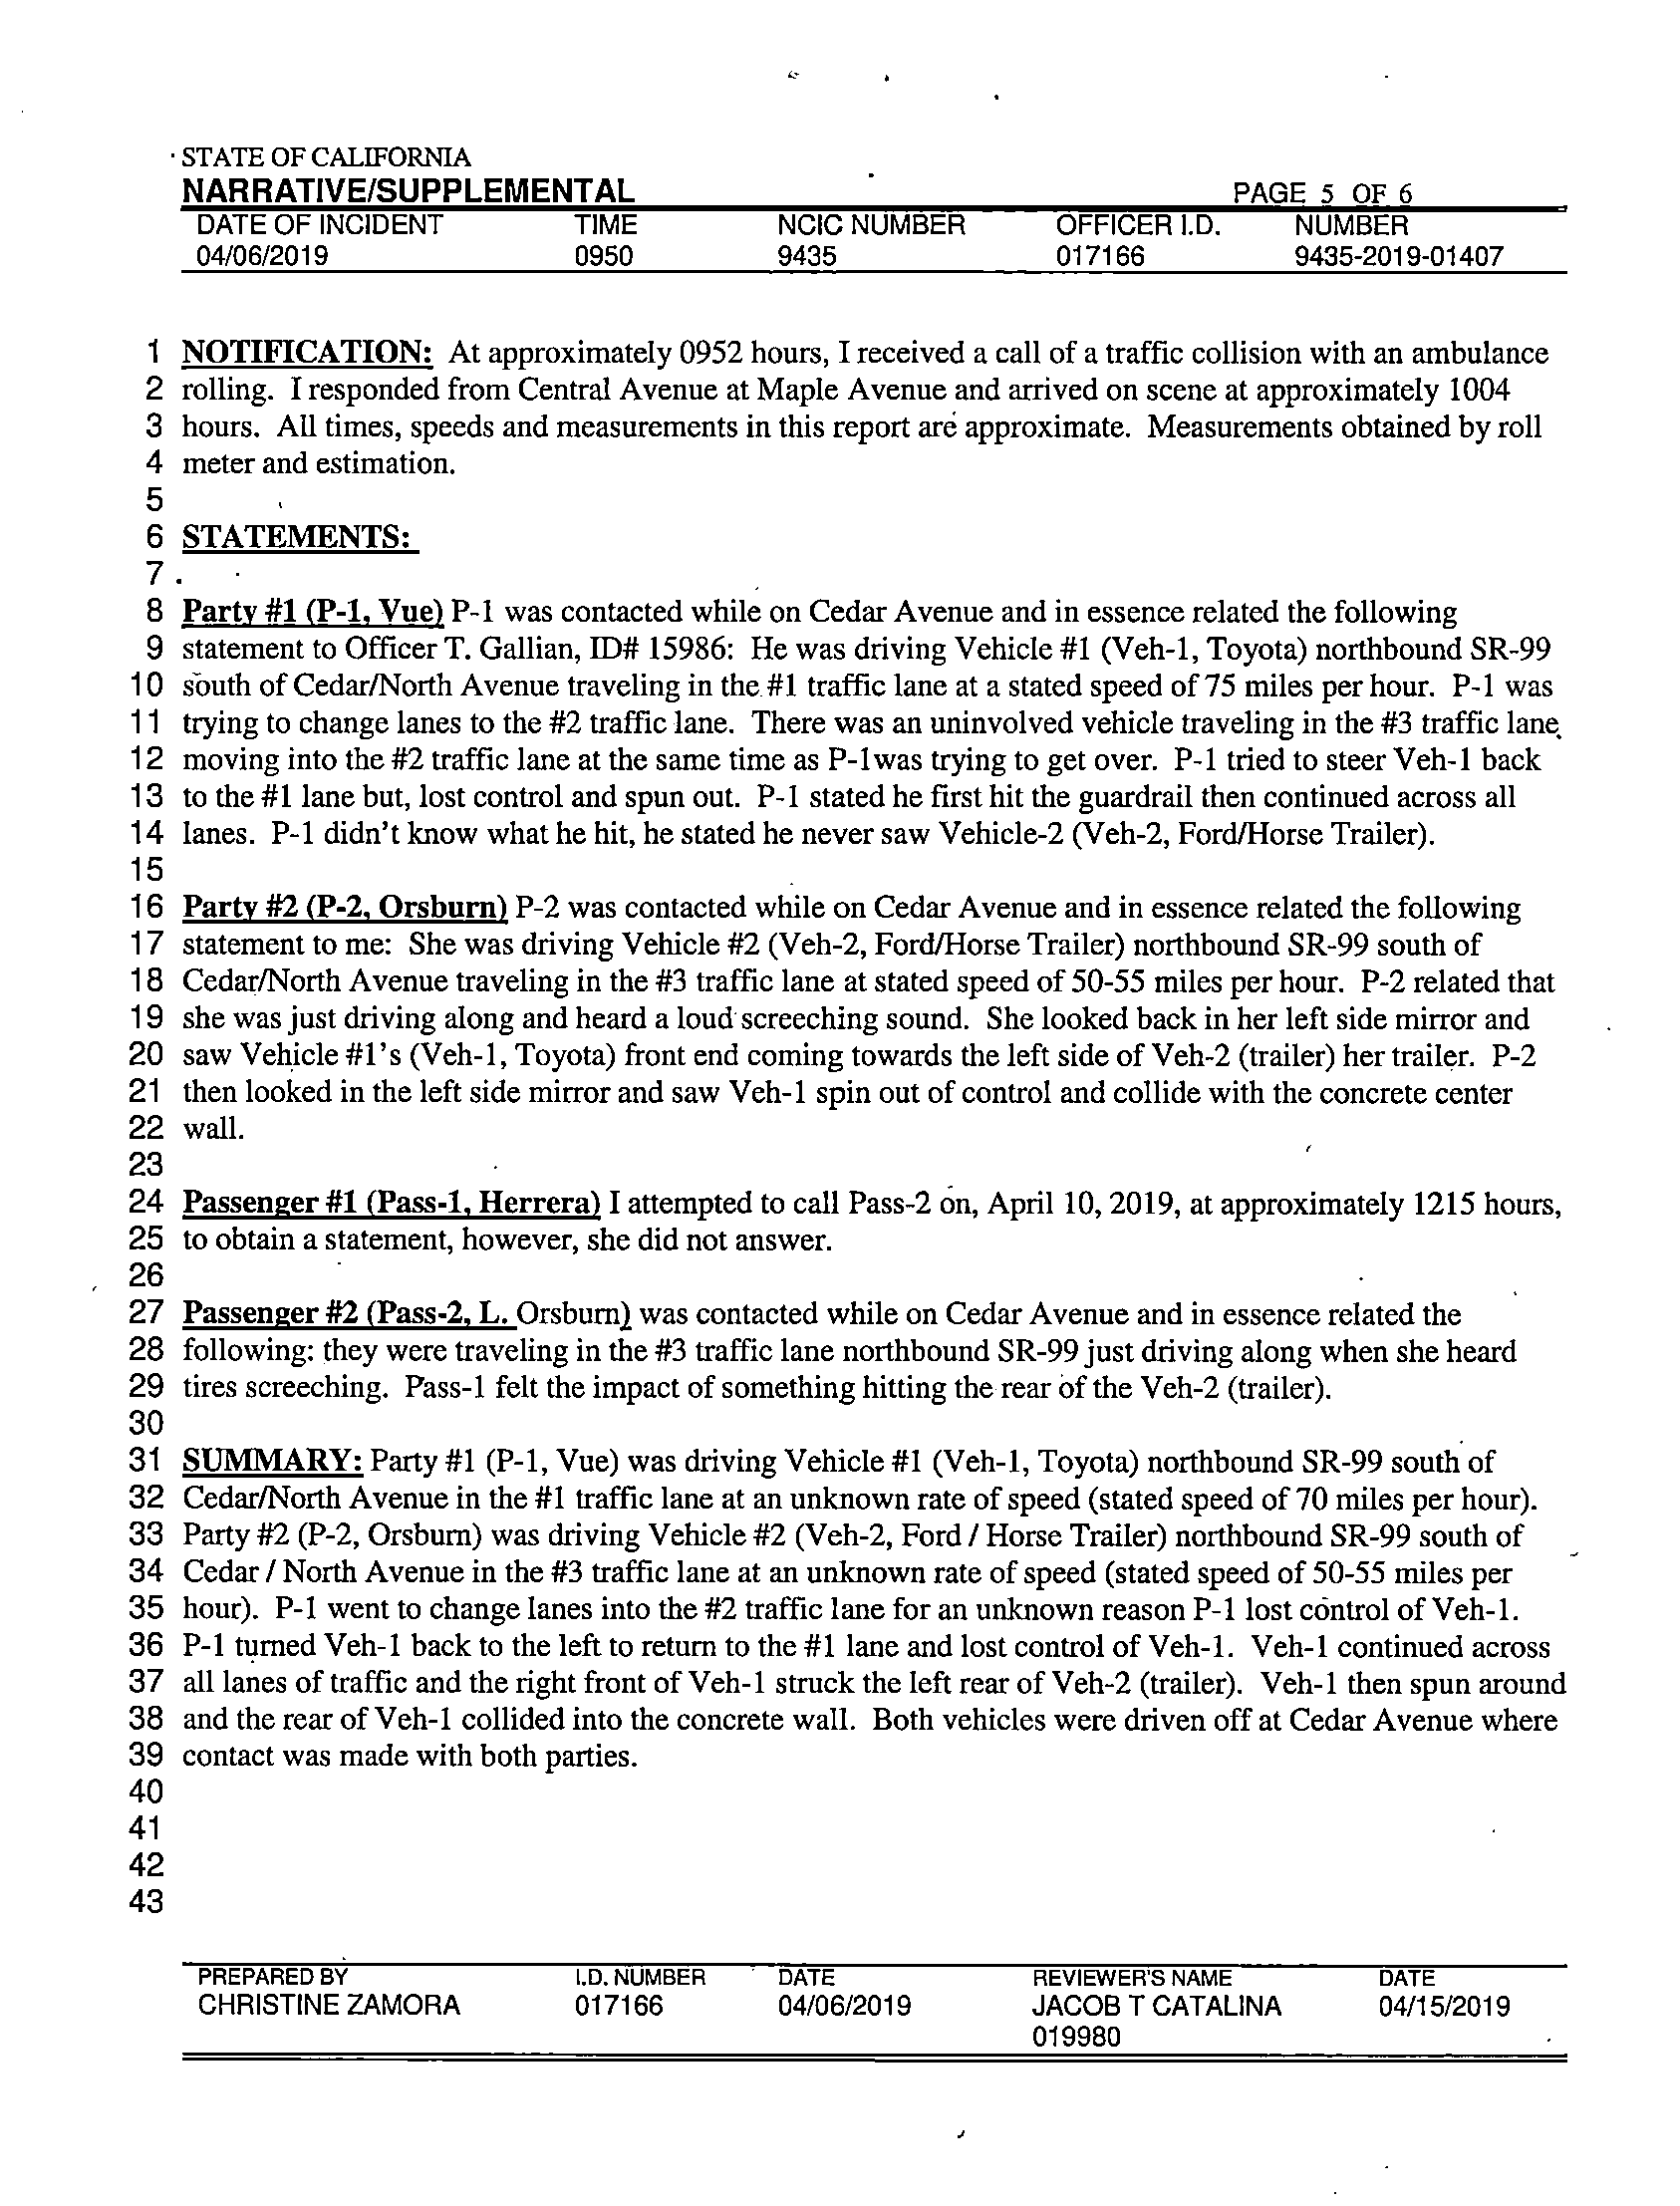 STATE OF CALIFORNIA
NARRATIVE/SUPPLEMENTAL PAGE 5 OF 6
DATE OF INCIDENT TIME NCIC NUMBER OFFICER I.D. NUMBER
04/06/2019 0950 9435 017166 9435-2019-01407
1 NOTIFICATION: At approximately 0952 hours, I received a call of a traffic collision with an ambulance
2 rolling. I responded from Central Avenue at Maple Avenue and arrived on scene at approximately 1004
3 hours. All times, speeds and measurements in this report are approximate. Measurements obtained by roll
4 meter and estimation.
5
6 STATEMENTS:
7
8 Party #1 (P-1, Vue) P-1 was contacted while on Cedar Avenue and in essence related the following
9 statement to Officer T. Gallian, ID# 15986: He was driving Vehicle #1 (Veh-1, Toyota) northbound SR-99
10 south of Cedar/North Avenue traveling in the #1 traffic lane at a stated speed of 75 miles per hour. P-1 was
11 trying to change lanes to the #2 traffic lane. There was an uninvolved vehicle traveling in the #3 traffic lane
12 moving into the #2 traffic lane at the same time as P-1was trying to get over. P-1 tried to steer Veh-1 back
13 to the #1 lane but, lost control and spun out. P-1 stated he first hit the guardrail then continued across all
14 lanes. P-1 didn't know what he hit, he stated he never saw Vehicle-2 (Veh-2, Ford/Horse Trailer).
15
16 Party #2 (P-2, Orsburn) P-2 was contacted while on Cedar Avenue and in essence related the following
17 statement to me: She was driving Vehicle #2 (Veh-2, Ford/Horse Trailer) northbound SR-99 south of
18 Cedar/North Avenue traveling in the #3 traffic lane at stated speed of 50-55 miles per hour. P-2 related that
19 she was just driving along and heard a loud screeching sound. She looked back in her left side mirror and
20 saw Vehicle #1's (Veh-1, Toyota) front end coming towards the left side of Veh-2 (trailer) her trailer. P-2
21 then looked in the left side mirror and saw Veh-1 spin out of control and collide with the concrete center
22 wall.
23
24 Passenger #1 (Pass-1, Herrera) I attempted to call Pass-2 on, April 10, 2019, at approximately 1215 hours,
25 to obtain a statement, however, she did not answer.
26
27 Passenger #2 (Pass-2, L. Orsburn) was contacted while on Cedar Avenue and in essence related the
28 following: they were traveling in the #3 traffic lane northbound SR-99 just driving along when she heard
29 tires screeching. Pass-1 felt the impact of something hitting the rear of the Veh-2 (trailer).
30
31 SUMMARY: Party #1 (P-1, Vue) was driving Vehicle #1 (Veh-1, Toyota) northbound SR-99 south of
32 Cedar/North Avenue in the #1 traffic lane at an unknown rate of speed (stated speed of 70 miles per hour).
33 Party #2 (P-2, Orsburn) was driving Vehicle #2 (Veh-2, Ford / Horse Trailer) northbound SR-99 south of
34 Cedar / North Avenue in the #3 traffic lane at an unknown rate of speed (stated speed of 50-55 miles per
35 hour). P-1 went to change lanes into the #2 traffic lane for an unknown reason P-1 lost control of Veh-1.
36 P-1 turned Veh-1 back to the left to return to the #1 lane and lost control of Veh-1. Veh-1 continued across
37 all lanes of traffic and the right front of Veh-1 struck the left rear of Veh-2 (trailer). Veh-1 then spun around
38 and the rear of Veh-1 collided into the concrete wall. Both vehicles were driven off at Cedar Avenue where
39 contact was made with both parties.
40
41
42
43
PREPARED BY I.D. NUMBER DATE REVIEWER'S NAME DATE
CHRISTINE ZAMORA 017166 04/06/2019 JACOB T CATALINA 04/15/2019
019980